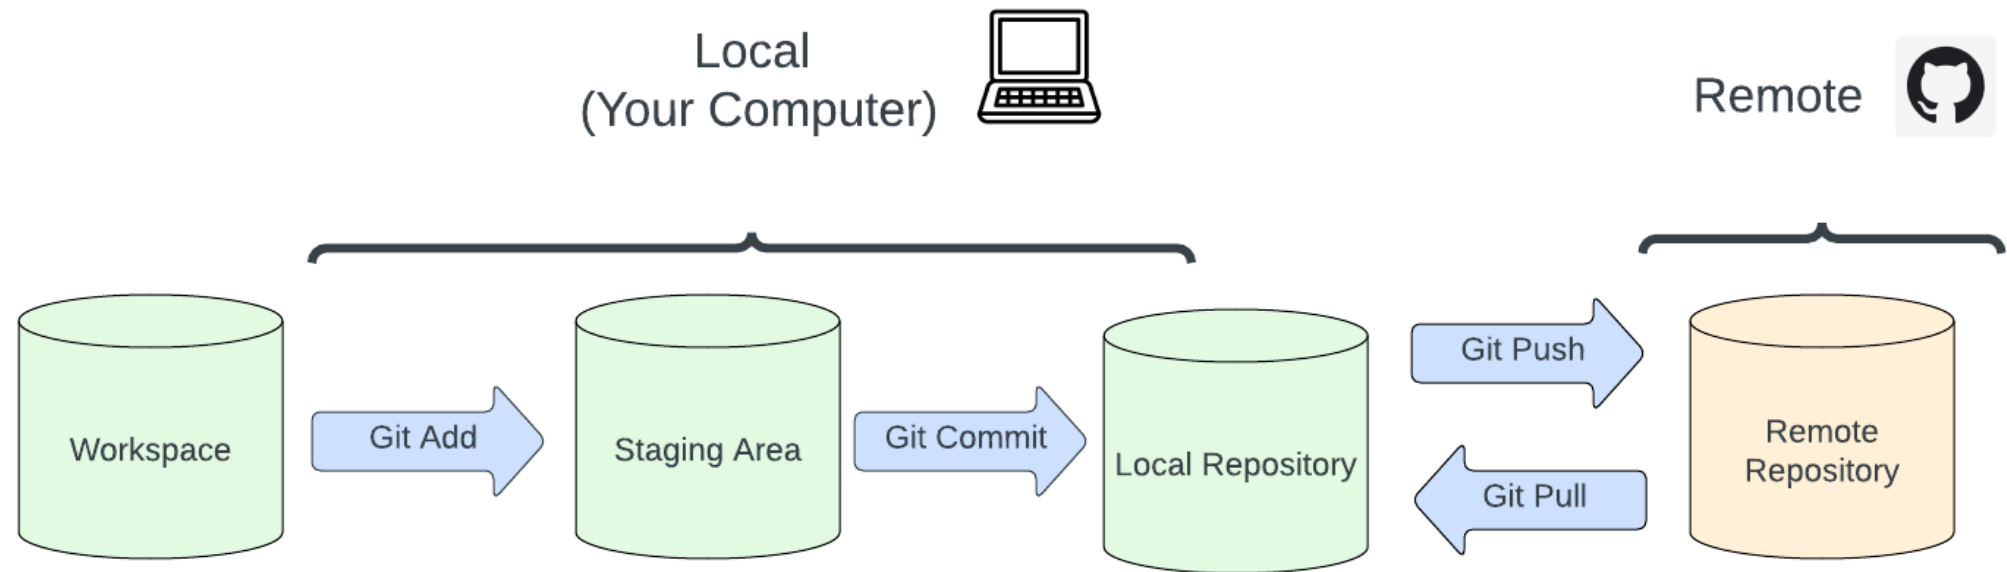 Local
(Your Computer)
Remote
Workspace
Git Add
Staging Area
Git Commit
Local Repository
Git Push
Git Pull
Remote
Repository